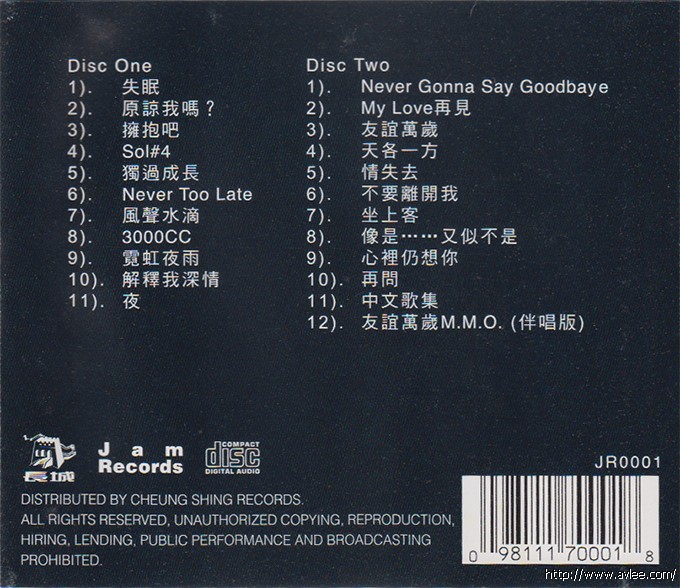 Disc One
1). 失眠
2). 原諒我嗎？
3). 擁抱吧
4). Sol#4
5). 獨過成長
6). Never Too Late
7). 風聲水滴
8). 3000CC
9). 霓虹夜雨
10). 解釋我深情
11). 夜
Disc Two
1). Never Gonna Say Goodbaye
2). My Love再見
3). 友誼萬歲
4). 天各一方
5). 情失去
6). 不要離開我
7). 坐上客
8). 像是……又似不是
9). 心裡仍想你
10). 再問
11). 中文歌集
12). 友誼萬歲M.M.O. (伴唱版)
長城
Jam
Records
COMPACT
disc
DIGITAL AUDIO
JR0001
DISTRIBUTED BY CHEUNG SHING RECORDS.
ALL RIGHTS RESERVED, UNAUTHORIZED COPYING, REPRODUCTION,
HIRING, LENDING, PUBLIC PERFORMANCE AND BROADCASTING
PROHIBITED.
0 98111 70001 8
http://www.avlee.com/